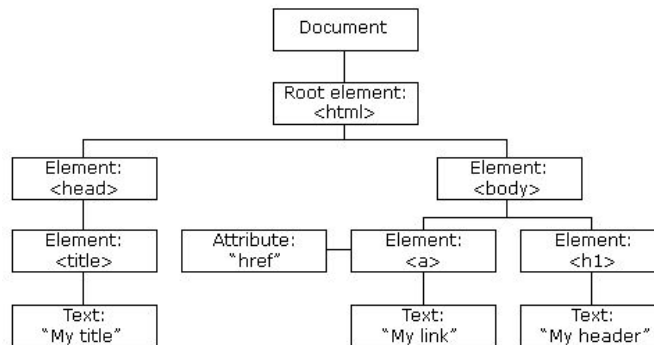 Document
Root element:
<html>
Element:
<head>
Element:
<body>
Element:
<title>
Attribute:
“href”
Element:
<a>
Element:
<h1>
Text:
“My title”
Text:
“My link”
Text:
“My header”